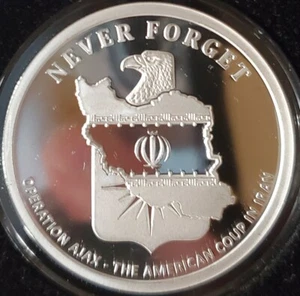 NEVER FORGET
OPERATION AJAX - THE AMERICAN COUP IN IRAN